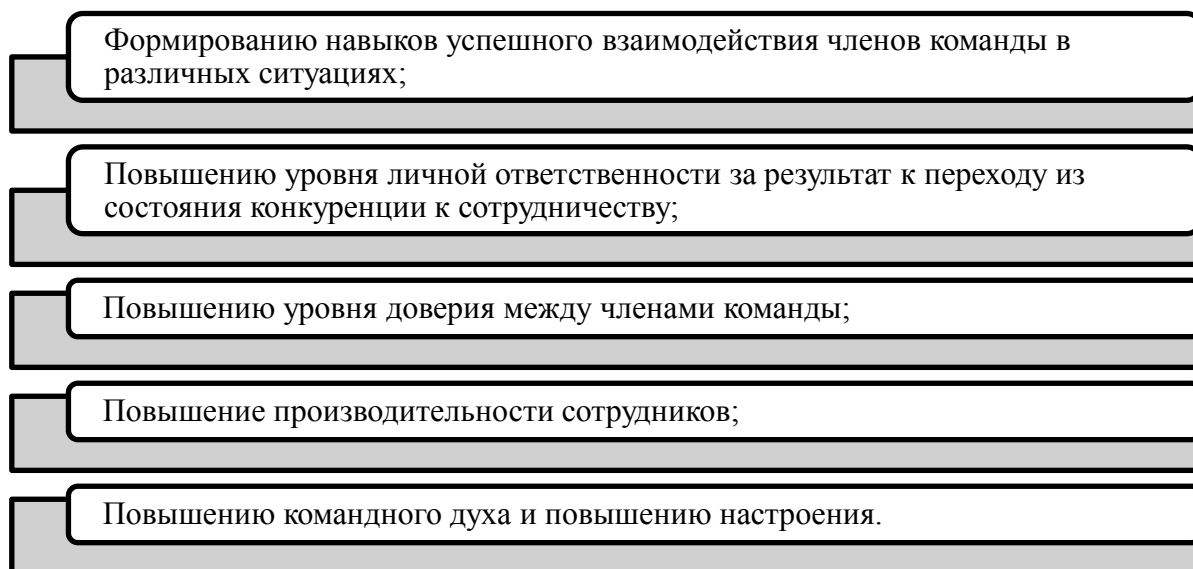 Формированию навыков успешного взаимодействия членов команды в
различных ситуациях;
Повышению уровня личной ответственности за результат к переходу из
состояния конкуренции к сотрудничеству;
Повышению уровня доверия между членами команды;
Повышение производительности сотрудников;
Повышению командного духа и повышению настроения.